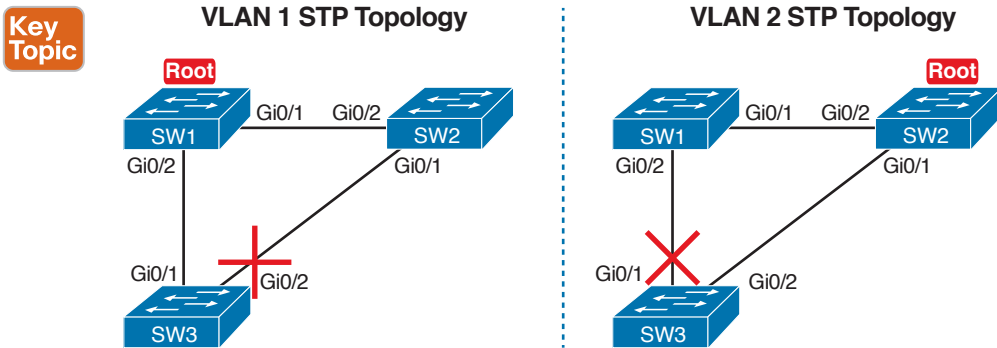 Key
Topic
VLAN 1 STP Topology
Root
SW1
Gi0/1
Gi0/2
SW2
Gi0/2
Gi0/1
Gi0/1
Gi0/2
SW3
VLAN 2 STP Topology
Root
SW1
Gi0/1
Gi0/2
SW2
Gi0/2
Gi0/1
Gi0/1
Gi0/2
SW3